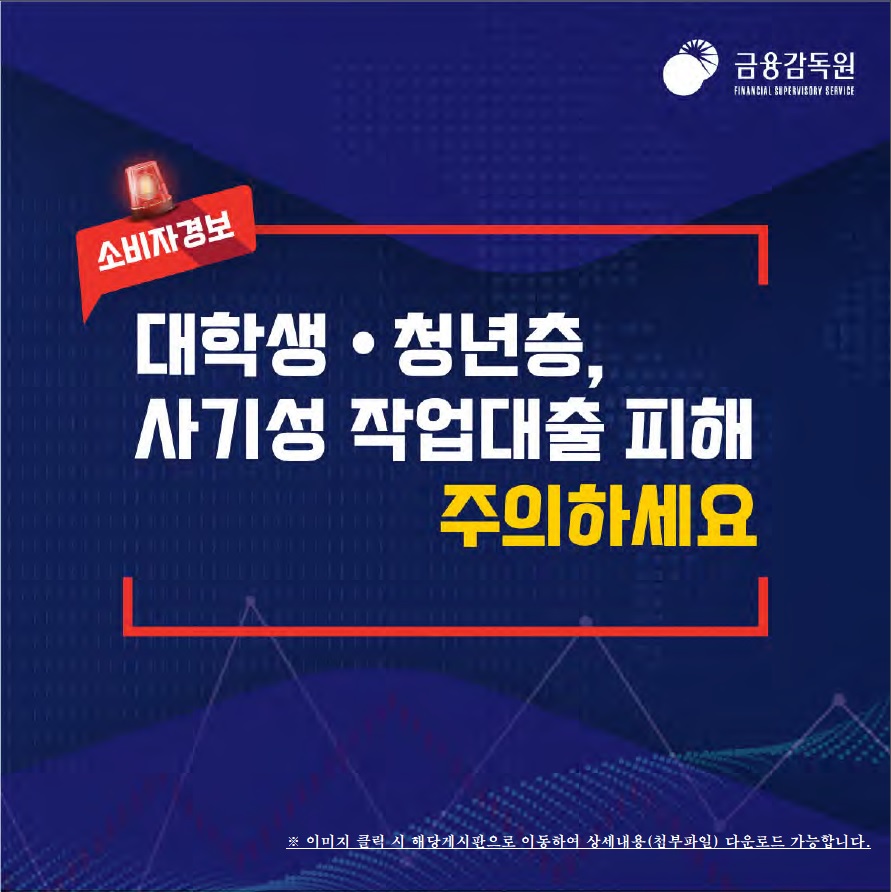 금융감독원
FINANCIAL SUPERVISORY SERVICE
소비자경보
대학생・청년층,
사기성 작업대출 피해
주의하세요
※ 이미지 클릭 시 해당게시판으로 이동하여 상세내용(첨부파일) 다운로드 가능합니다.